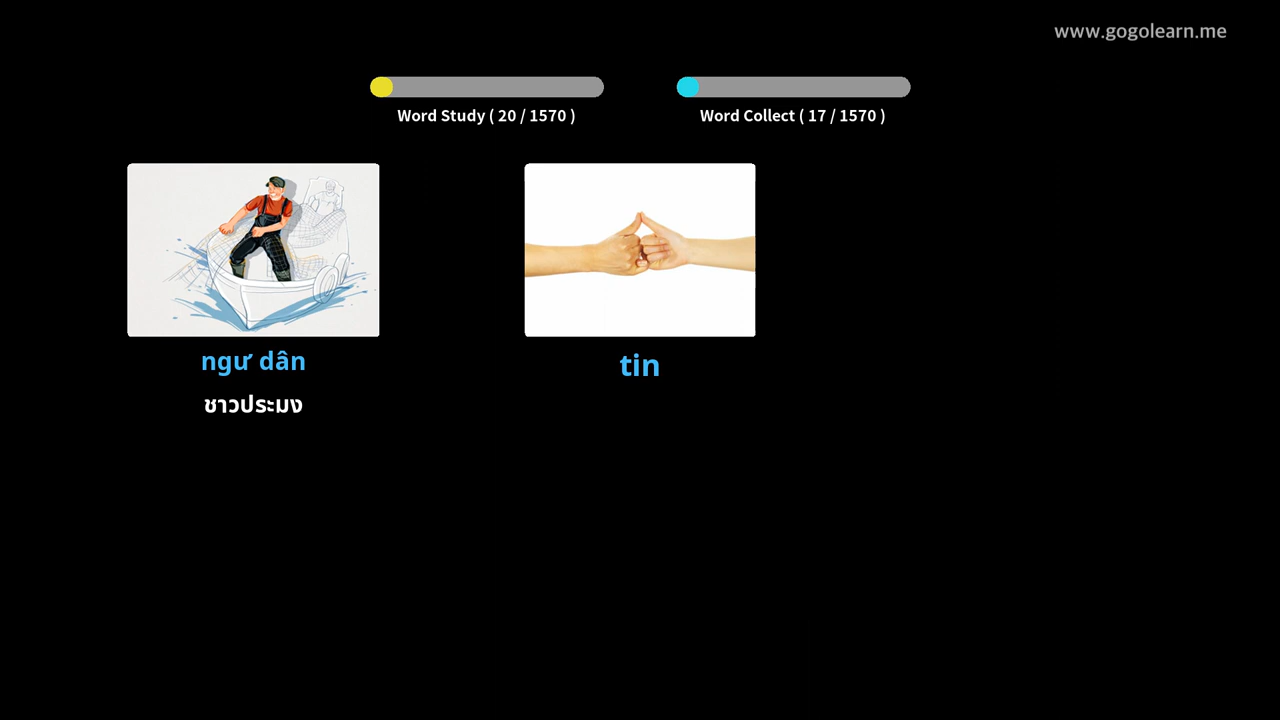 www.gogolearn.me
Word Study ( 20 / 1570 )
Word Collect ( 17 / 1570 )
ngư dân
ชาวประมง
tin